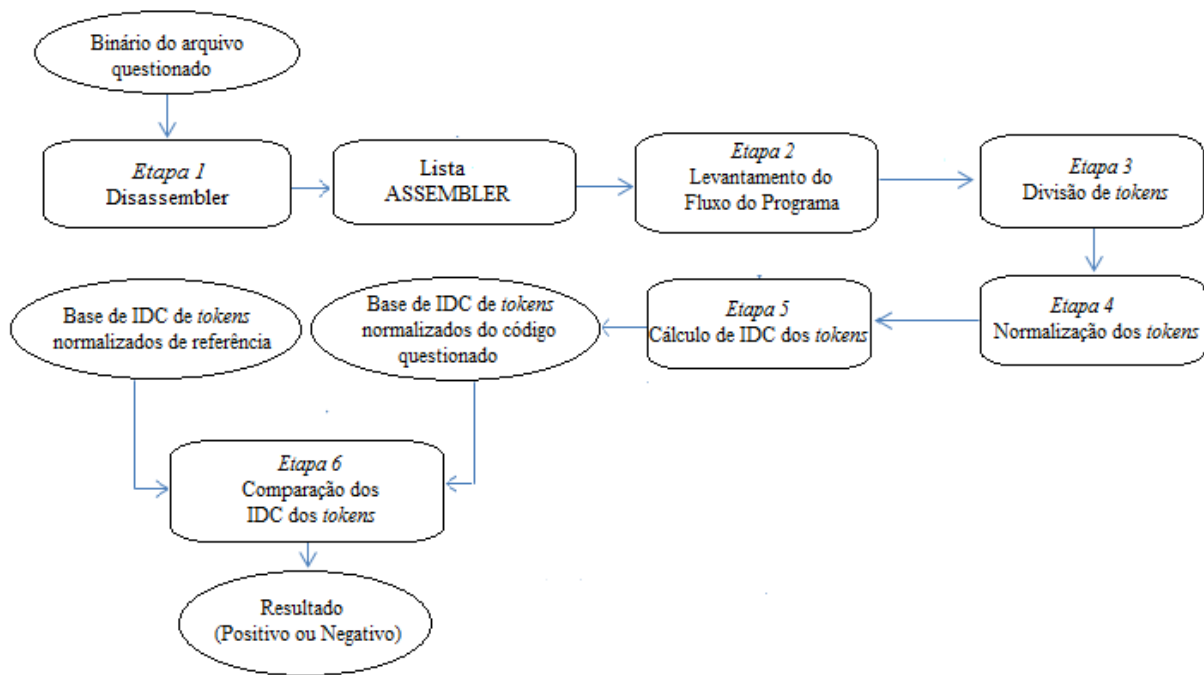 Binário do arquivo
questionado
Etapa 1
Disassembler
Lista
ASSEMBLER
Etapa 2
Levantamento do
Fluxo do Programa
Etapa 3
Divisão de tokens
Etapa 4
Normalização dos tokens
Etapa 5
Cálculo de IDC dos tokens
Base de IDC de tokens
normalizados do código
questionado
Base de IDC de tokens
normalizados de referência
Etapa 6
Comparação dos
IDC dos tokens
Resultado
(Positivo ou Negativo)